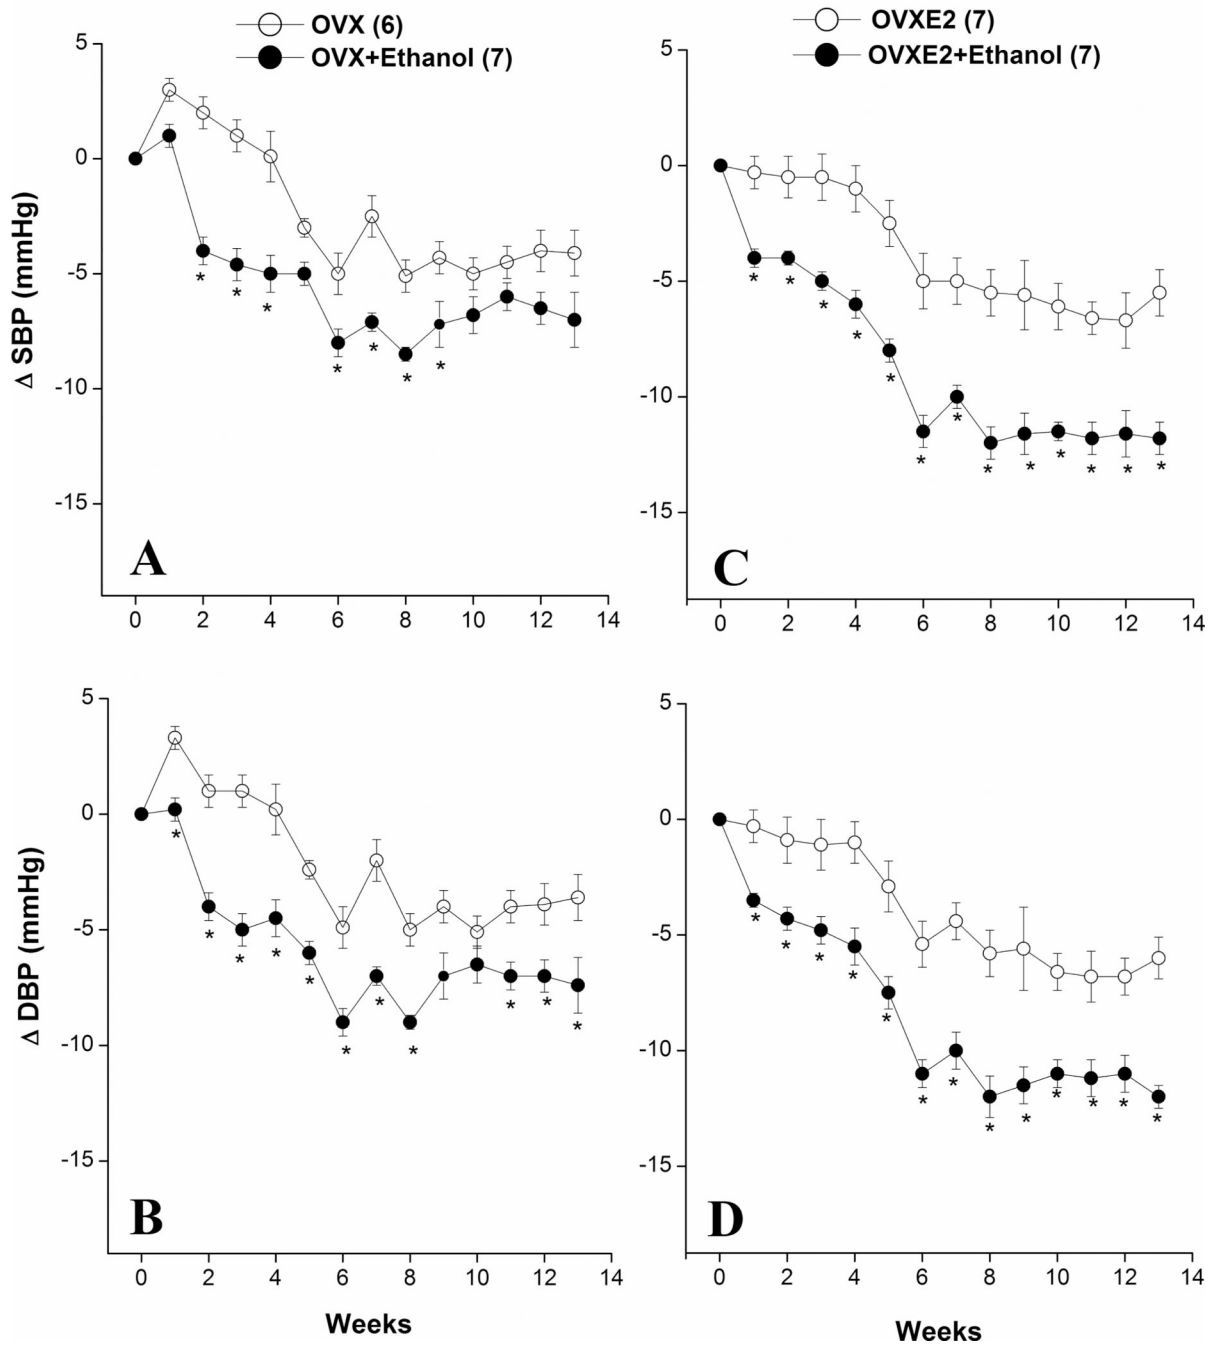 OVX (6)
OVX+Ethanol (7)
5
0
-5
-10
-15
Δ SBP (mmHg)
A
0 2 4 6 8 10 12 14
* * * * * * *
OVXE2 (7)
OVXE2+Ethanol (7)
5
0
-5
-10
-15
* * * * * * * * * * * * *
C
0 2 4 6 8 10 12 14
5
0
-5
-10
-15
Δ DBP (mmHg)
* * * * * * * * * * *
B
0 2 4 6 8 10 12 14
Weeks
5
0
-5
-10
-15
* * * * * * * * * * * * *
D
0 2 4 6 8 10 12 14
Weeks